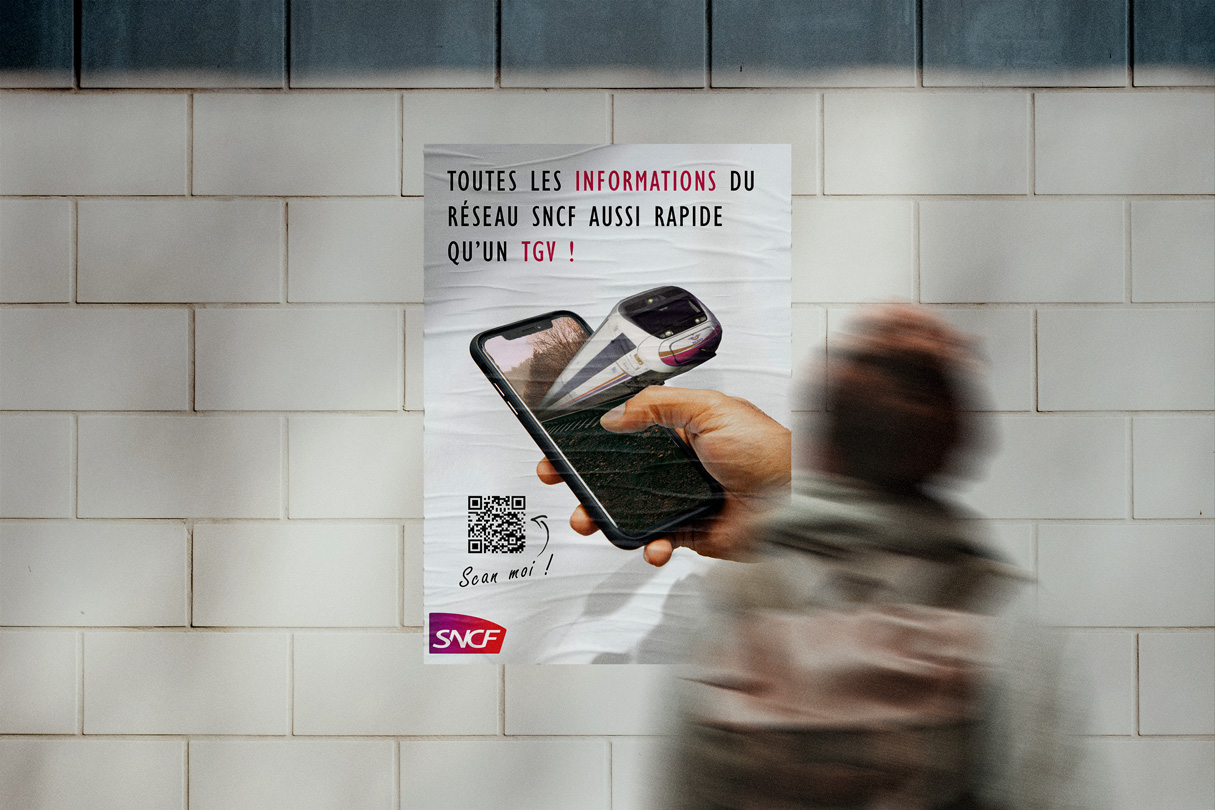 TOUTES LES INFORMATIONS DU
RÉSEAU SNCF AUSSI RAPIDE
QU'UN TGV !
Scan moi !
SNCF